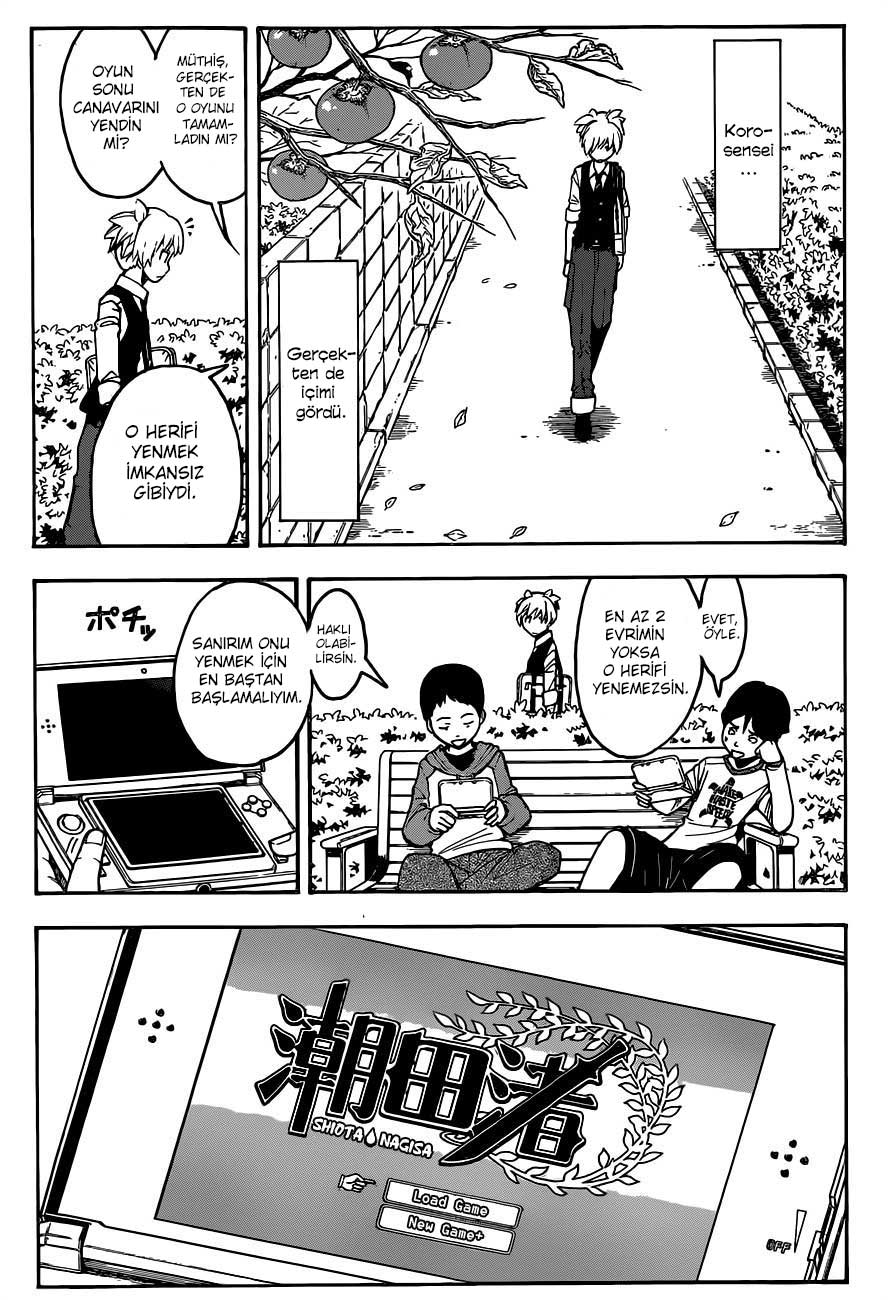 Koro-
sensei
...
Gerçek-
ten de
içimi
gördü.
MÜTHİŞ,
GERÇEK-
TEN DE
O OYUNU
TAMAM-
LADIN MI?
OYUN
SONU
CANAVARINI
YENDİN
Mİ?
O HERİFİ
YENMEK
İMKANSIZ
GİBİYDİ.
EVET,
ÖYLE.
EN AZ 2
EVRİMİN
YOKSA
O HERİFİ
YENEMEZSİN.
HAKLI
OLABİ-
LİRSİN.
SANIRIM ONU
YENMEK İÇİN
EN BAŞTAN
BAŞLAMALIYIM.
ポチッ
潮田渚
SHIOTA NAGISA
Load Game
New Game+
OFF